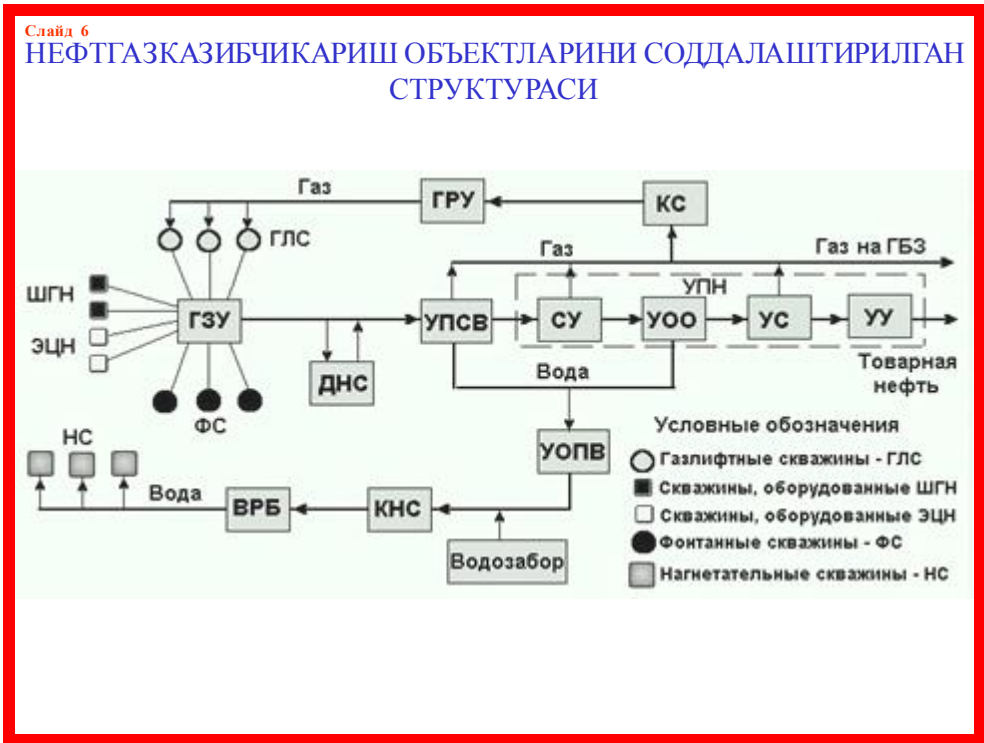 Слайд 6
НЕФТГАЗКАЗИБЧИКАРИШ ОБЪЕКТЛАРИНИ СОДДАЛАШТИРИЛГАН
СТРУКТУРАСИ
Газ
ГРУ
КС
ГЛС
Газ
Газ на ГБЗ
ШГН
УПН
ГЗУ
УПСВ
СУ
УОО
УС
УУ
ЭЦН
ДНС
Вода
Товарная
нефть
ФС
НС
УОПВ
Условные обозначения
Газлифтные скважины - ГЛС
Вода
ВРБ
КНС
Скважины, оборудованные ШГН
Скважины, оборудованные ЭЦН
Водозабор
Фонтанные скважины - ФС
Нагнетательные скважины - НС